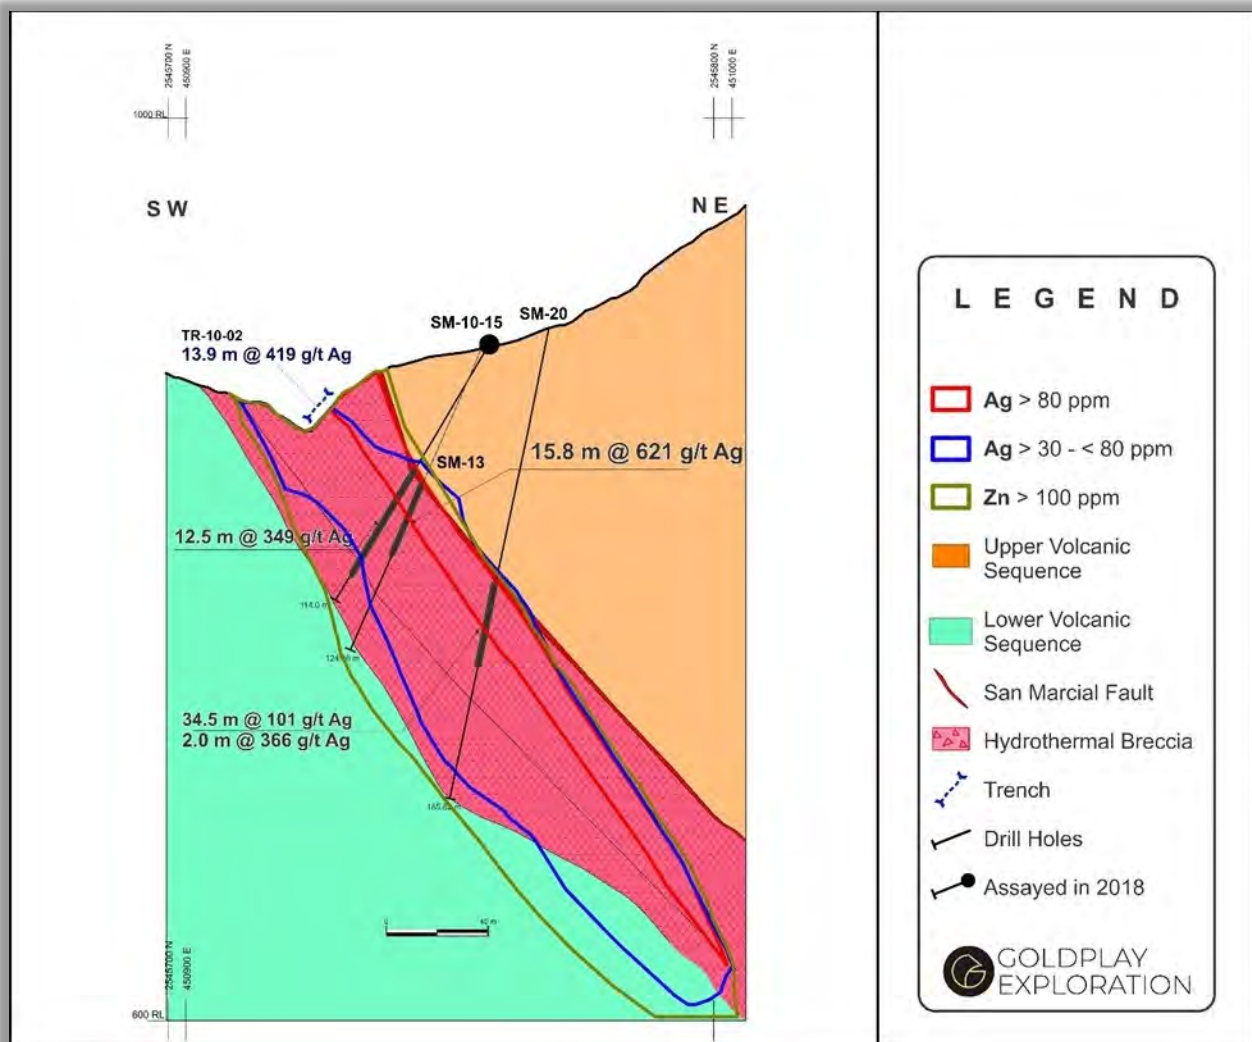 2545700 N
450900 E
2545800 N
451000 E
1000 RL
S W
N E
SM-10-15
SM-20
TR-10-02
13.9 m @ 419 g/t Ag
SM-13
15.8 m @ 621 g/t Ag
12.5 m @ 349 g/t Ag
114.0 m
34.5 m @ 101 g/t Ag
2.0 m @ 366 g/t Ag
0
40 m
2545700 N
450900 E
600 RL
L E G E N D
Ag > 80 ppm
Ag > 30 - < 80 ppm
Zn > 100 ppm
Upper Volcanic
Sequence
Lower Volcanic
Sequence
San Marcial Fault
Hydrothermal Breccia
Trench
Drill Holes
Assayed in 2018
GOLDPLAY
EXPLORATION